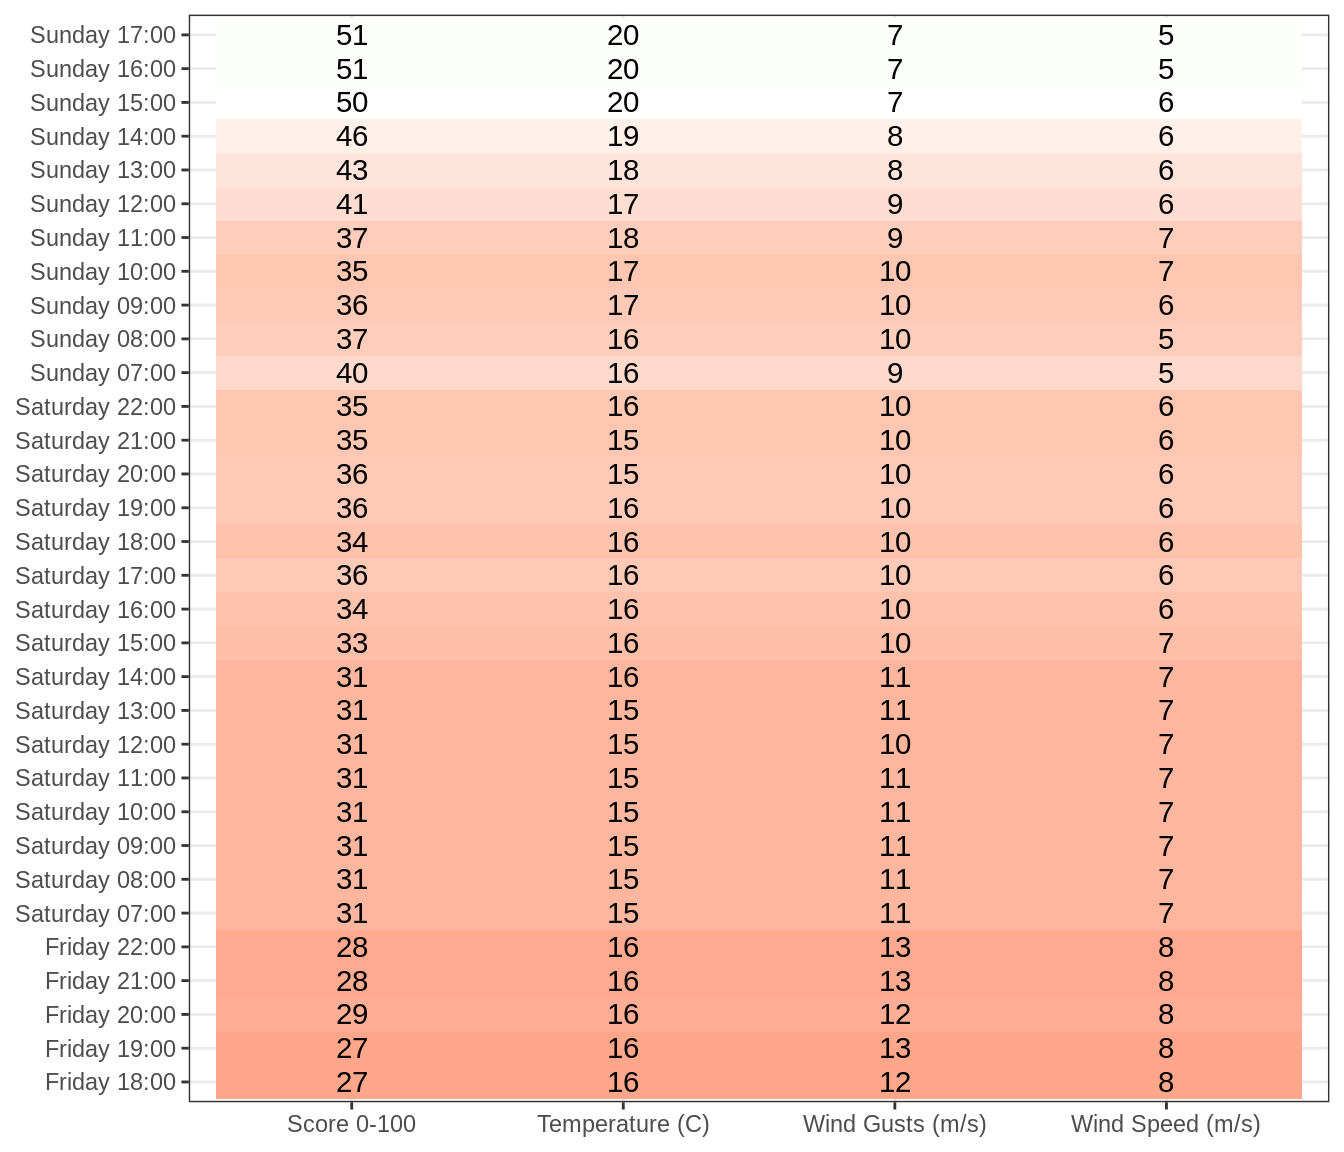 Sunday 17:00 51 20 7 5
Sunday 16:00 51 20 7 5
Sunday 15:00 50 20 7 6
Sunday 14:00 46 19 8 6
Sunday 13:00 43 18 8 6
Sunday 12:00 41 17 9 6
Sunday 11:00 37 18 9 7
Sunday 10:00 35 17 10 7
Sunday 09:00 36 17 10 6
Sunday 08:00 37 16 10 5
Sunday 07:00 40 16 9 5
Saturday 22:00 35 16 10 6
Saturday 21:00 35 15 10 6
Saturday 20:00 36 15 10 6
Saturday 19:00 36 16 10 6
Saturday 18:00 34 16 10 6
Saturday 17:00 36 16 10 6
Saturday 16:00 34 16 10 6
Saturday 15:00 33 16 10 7
Saturday 14:00 31 16 11 7
Saturday 13:00 31 15 11 7
Saturday 12:00 31 15 10 7
Saturday 11:00 31 15 11 7
Saturday 10:00 31 15 11 7
Saturday 09:00 31 15 11 7
Saturday 08:00 31 15 11 7
Saturday 07:00 31 15 11 7
Friday 22:00 28 16 13 8
Friday 21:00 28 16 13 8
Friday 20:00 29 16 12 8
Friday 19:00 27 16 13 8
Friday 18:00 27 16 12 8
Score 0-100 Temperature (C) Wind Gusts (m/s) Wind Speed (m/s)